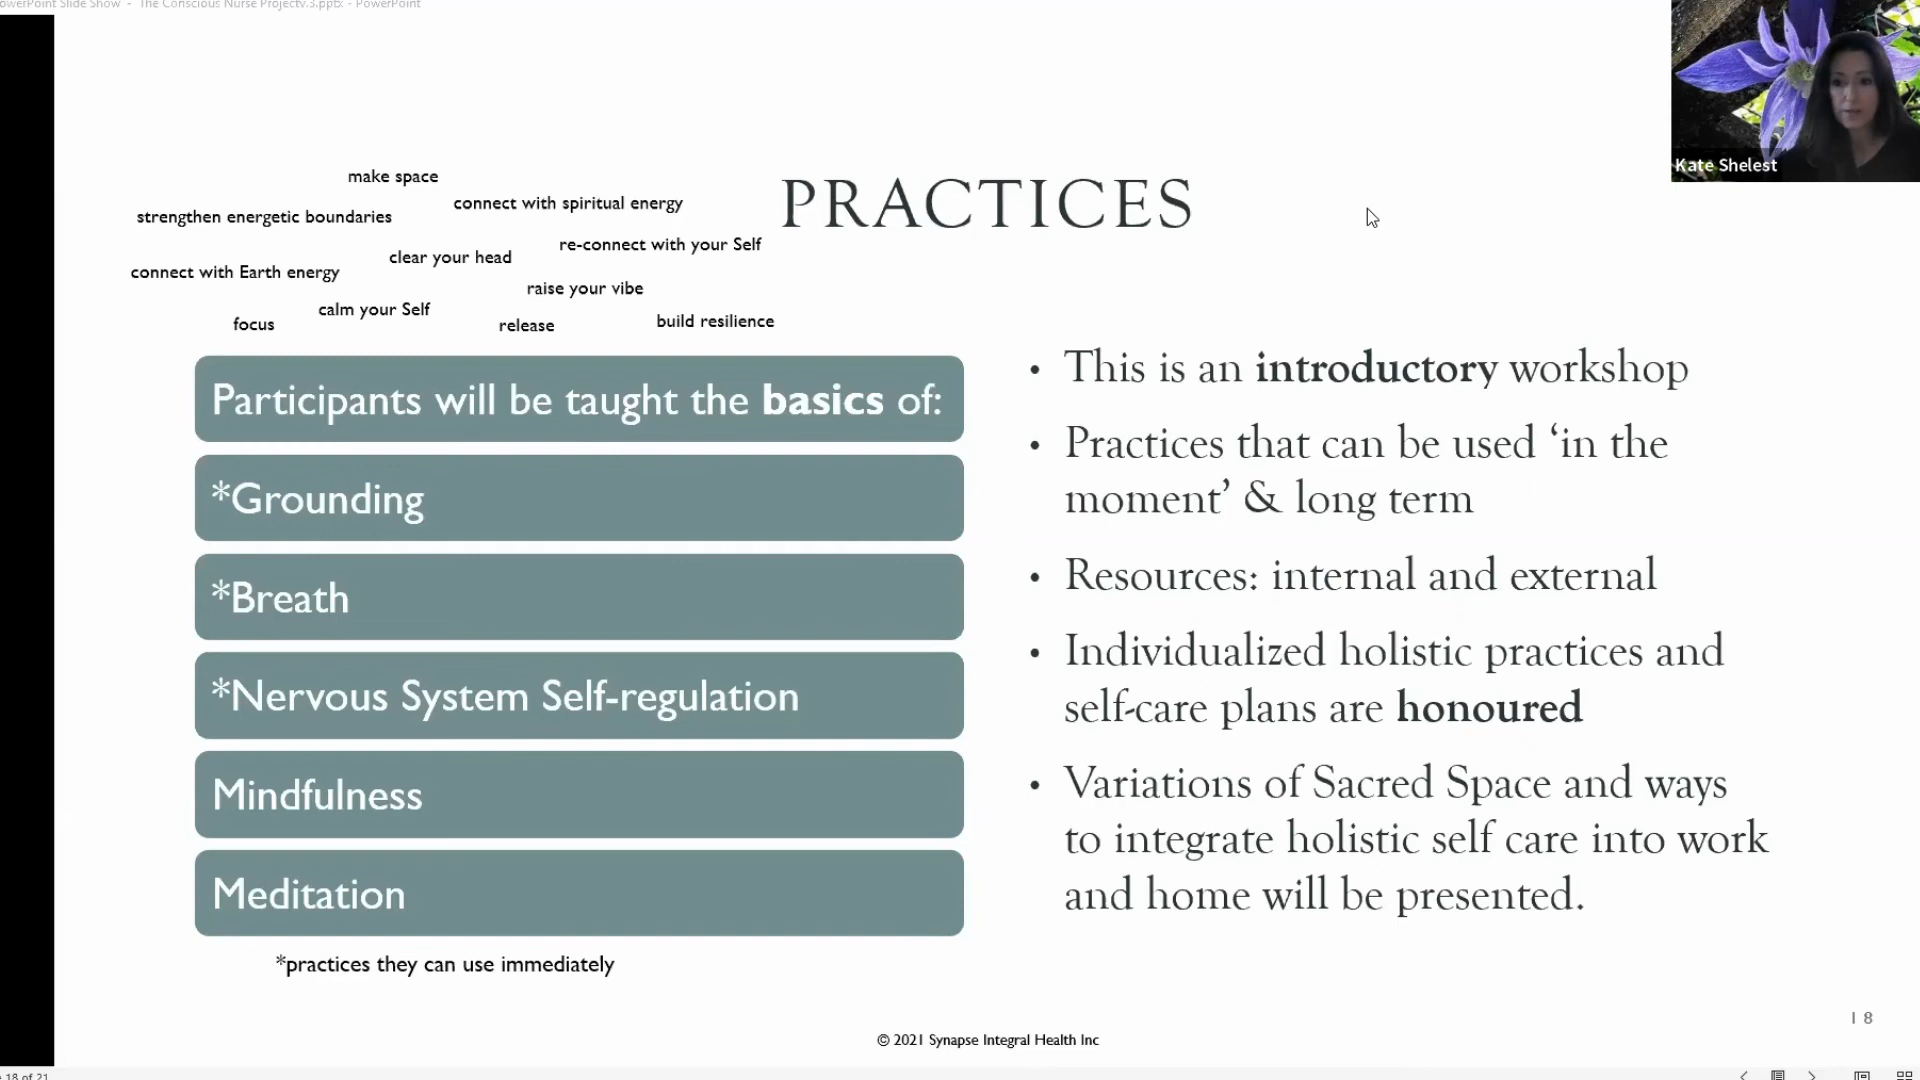 PowerPoint Slide Show - The Conscious Nurse Projectv.3.pptx - PowerPoint
Kate Shelest
PRACTICES
make space
connect with spiritual energy
strengthen energetic boundaries
re-connect with your Self
clear your head
connect with Earth energy
raise your vibe
calm your Self
focus
release
build resilience
Participants will be taught the basics of:
*Grounding
*Breath
*Nervous System Self-regulation
Mindfulness
Meditation
*practices they can use immediately
• This is an introductory workshop
• Practices that can be used ‘in the
moment’ & long term
• Resources: internal and external
• Individualized holistic practices and
self-care plans are honoured
• Variations of Sacred Space and ways
to integrate holistic self care into work
and home will be presented.
18
© 2021 Synapse Integral Health Inc
18 of 21